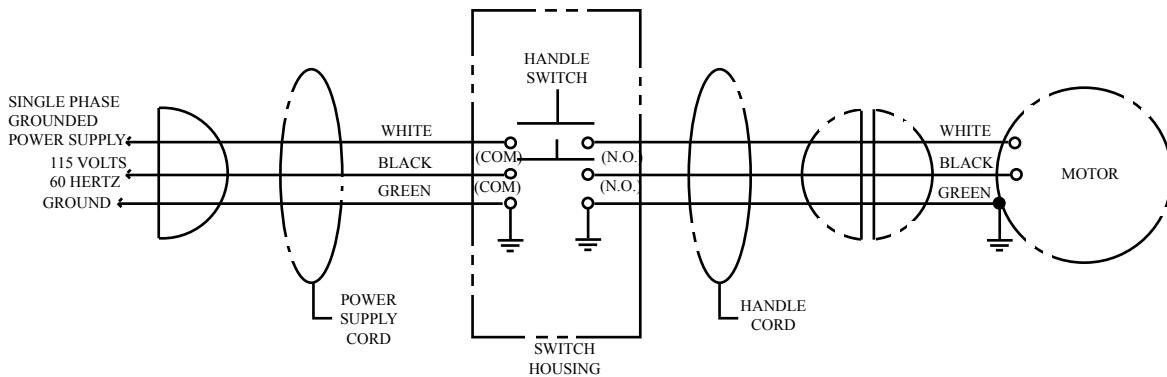 HANDLE
SWITCH
SINGLE PHASE
GROUNDED
POWER SUPPLY
115 VOLTS
60 HERTZ
GROUND
WHITE
BLACK
GREEN
(COM)
(COM)
(N.O.)
(N.O.)
WHITE
BLACK
GREEN
MOTOR
POWER
SUPPLY
CORD
HANDLE
CORD
SWITCH
HOUSING